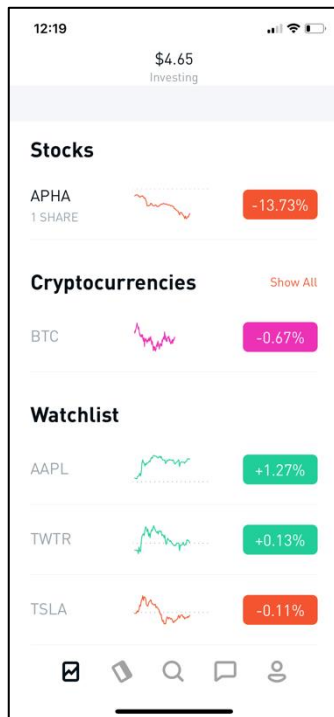 12:19
$4.65
Investing
Stocks
APHA
1 SHARE
-13.73%
Cryptocurrencies
Show All
BTC
-0.67%
Watchlist
AAPL
+1.27%
TWTR
+0.13%
TSLA
-0.11%